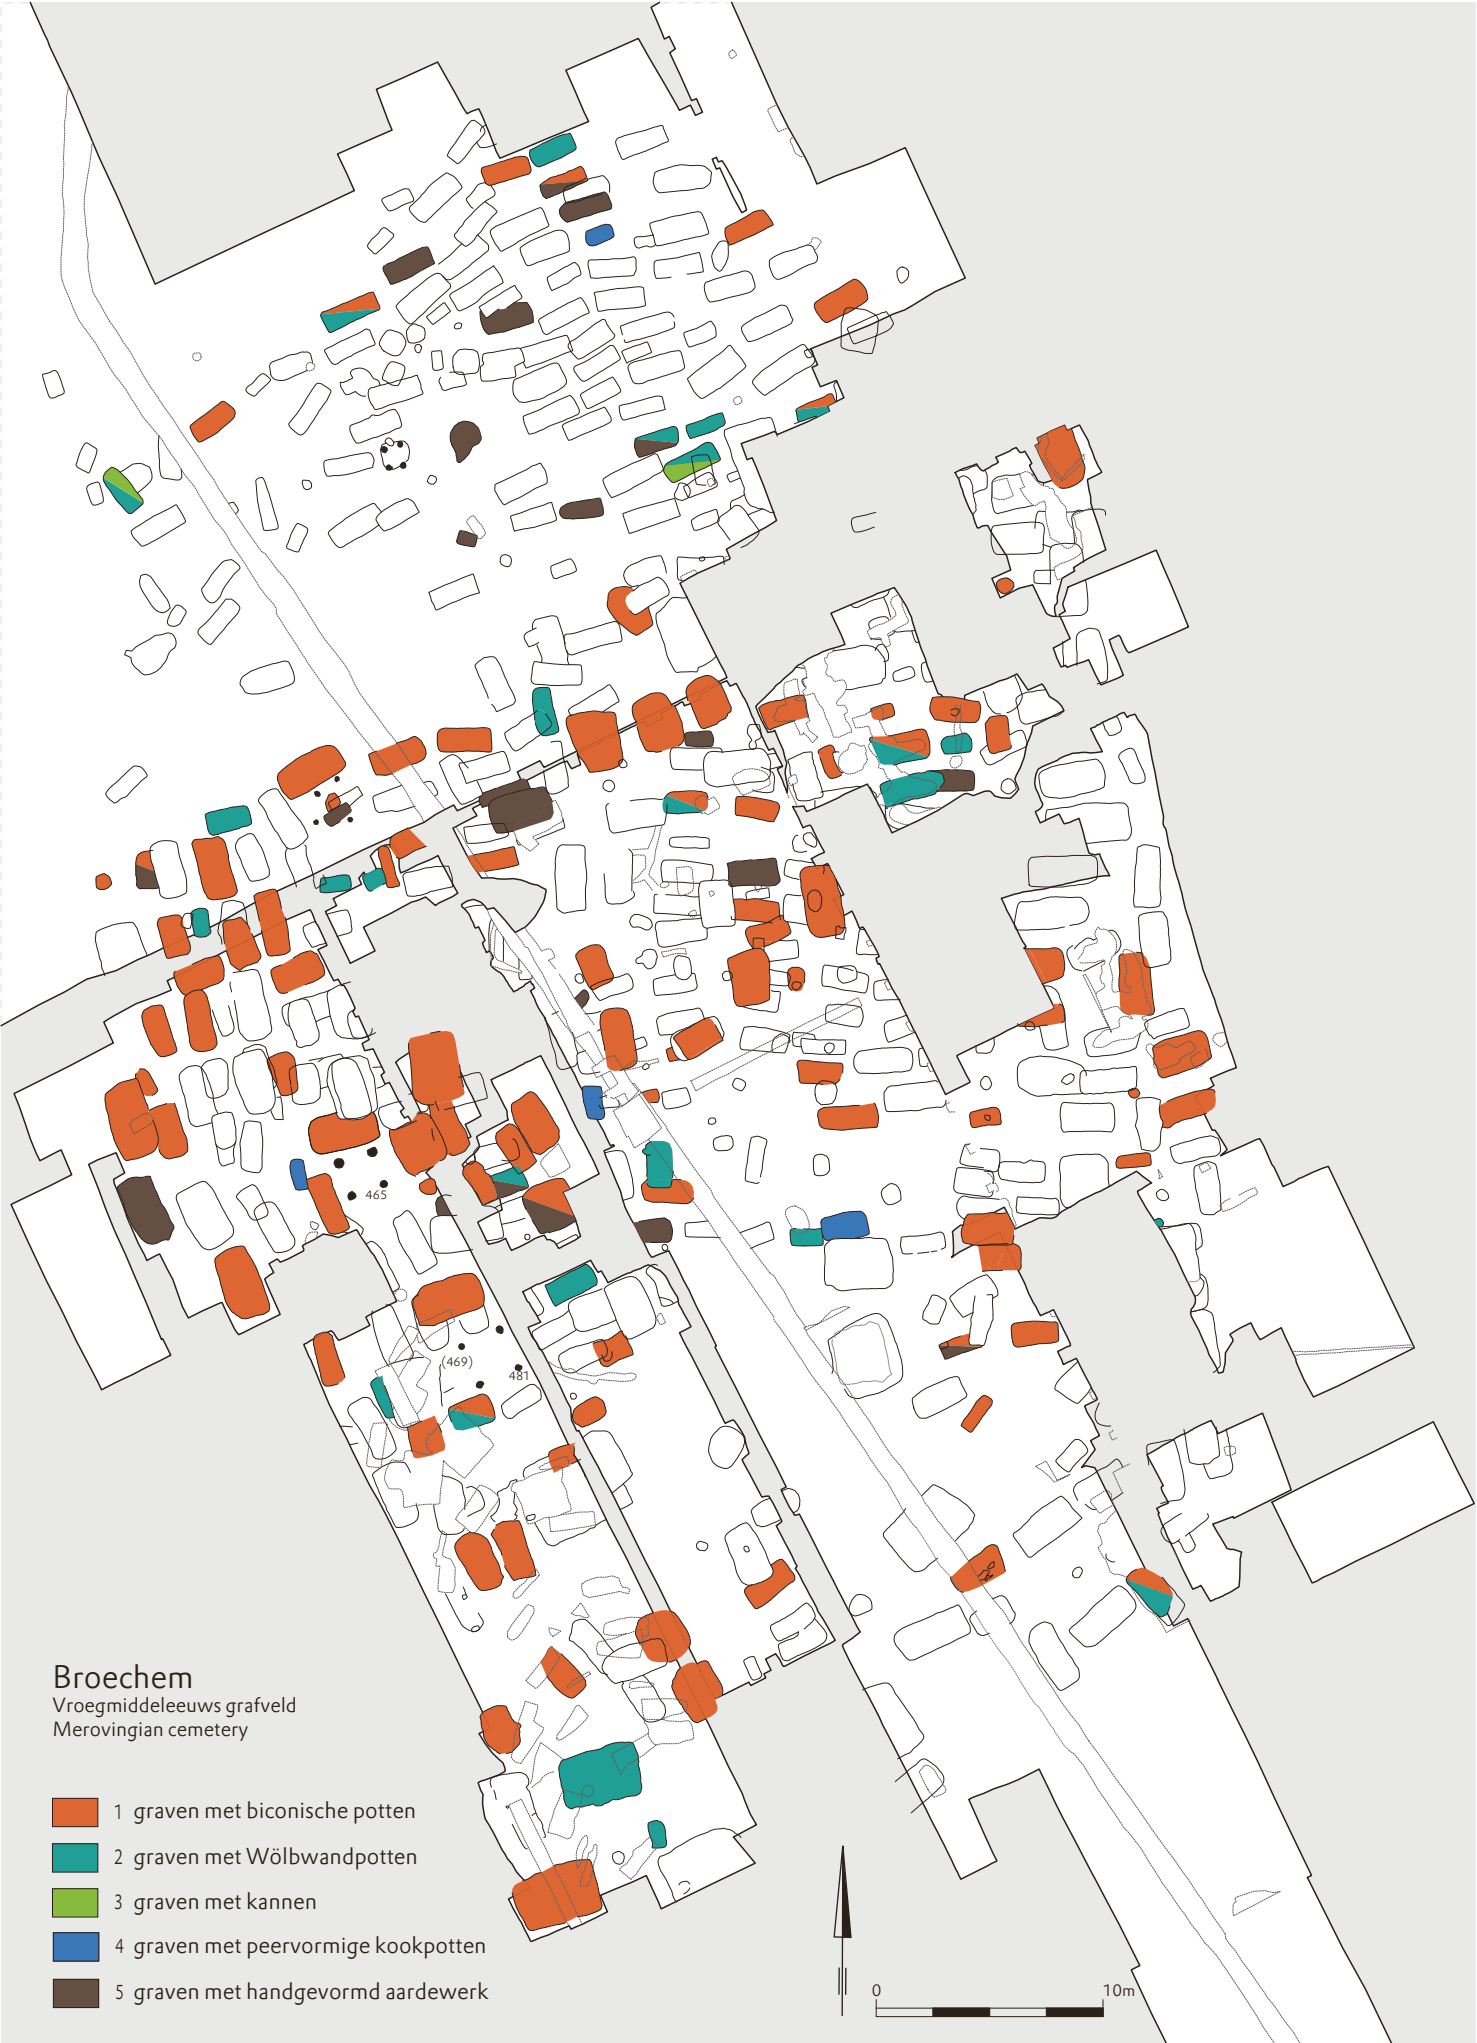 465
(469)
481
Broechem
Vroegmiddeleeuws grafveld
Merovingian cemetery
1 graven met biconische potten
2 graven met Wölbwandpotten
3 graven met kannen
4 graven met peervormige kookpotten
5 graven met handgevormd aardewerk
0 10m